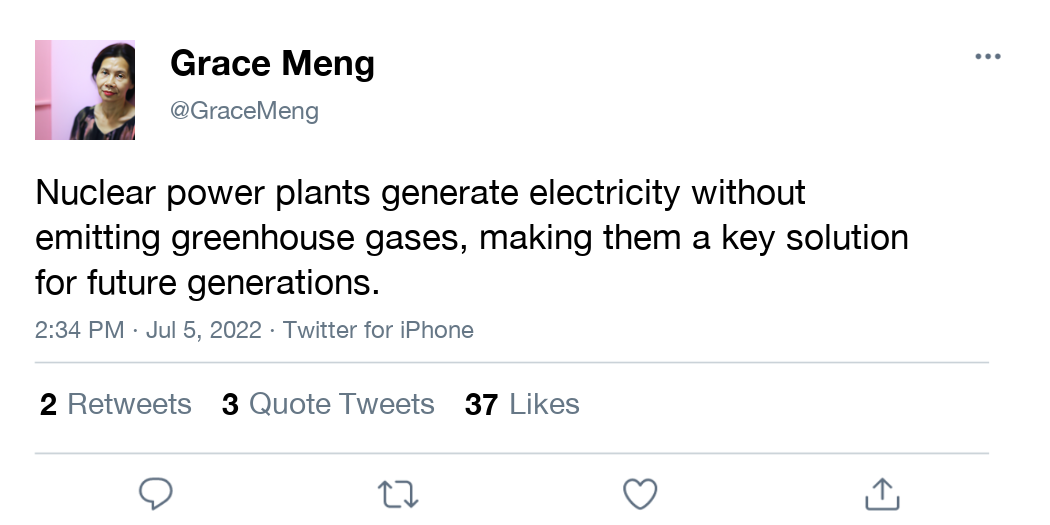 Grace Meng
@GraceMeng
Nuclear power plants generate electricity without
emitting greenhouse gases, making them a key solution
for future generations.
2:34 PM · Jul 5, 2022 · Twitter for iPhone
2 Retweets 3 Quote Tweets 37 Likes